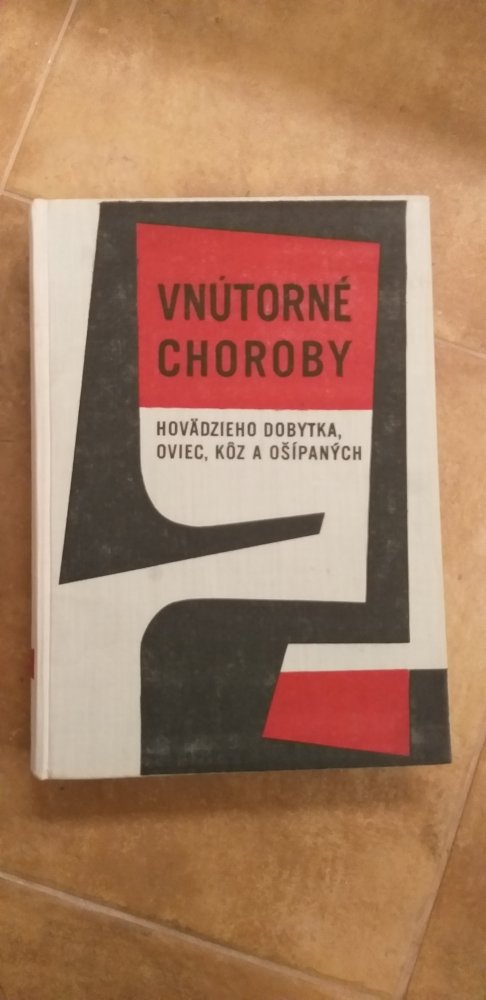 VNÚTORNÉ
CHOROBY
HOVÄDZIEHO DOBYTKA,
OVIEC, KÔZ A OŠÍPANÝCH